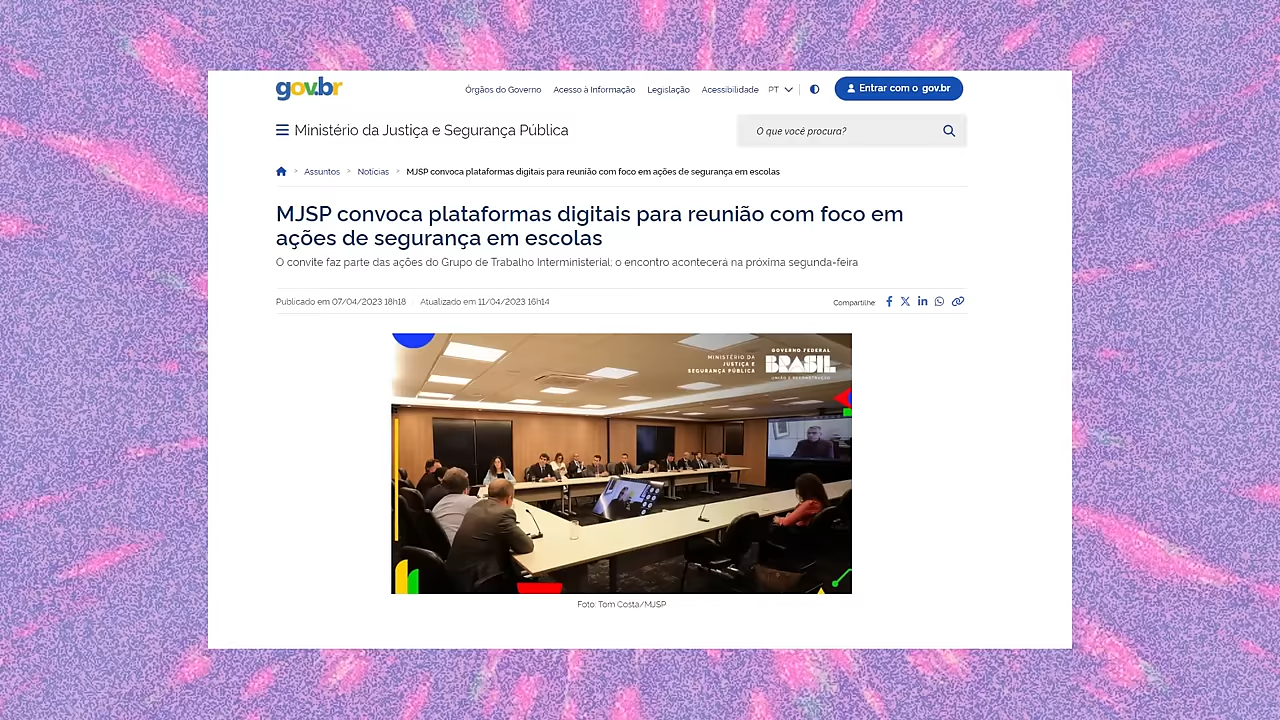 gov.br
Órgãos do Governo Acesso à Informação Legislação Acessibilidade PT
Entrar com o gov.br
Ministério da Justiça e Segurança Pública
O que você procura?
> Assuntos > Notícias > MJSP convoca plataformas digitais para reunião com foco em ações de segurança em escolas
MJSP convoca plataformas digitais para reunião com foco em
ações de segurança em escolas
O convite faz parte das ações do Grupo de Trabalho Interministerial; o encontro acontecerá na próxima segunda-feira
Publicado em 07/04/2023 18h18 Atualizado em 11/04/2023 16h14
Compartilhe:
MINISTÉRIO DA
JUSTIÇA E
SEGURANÇA PÚBLICA
GOVERNO FEDERAL
BRASIL
UNIÃO E RECONSTRUÇÃO
Foto: Tom Costa/MJSP